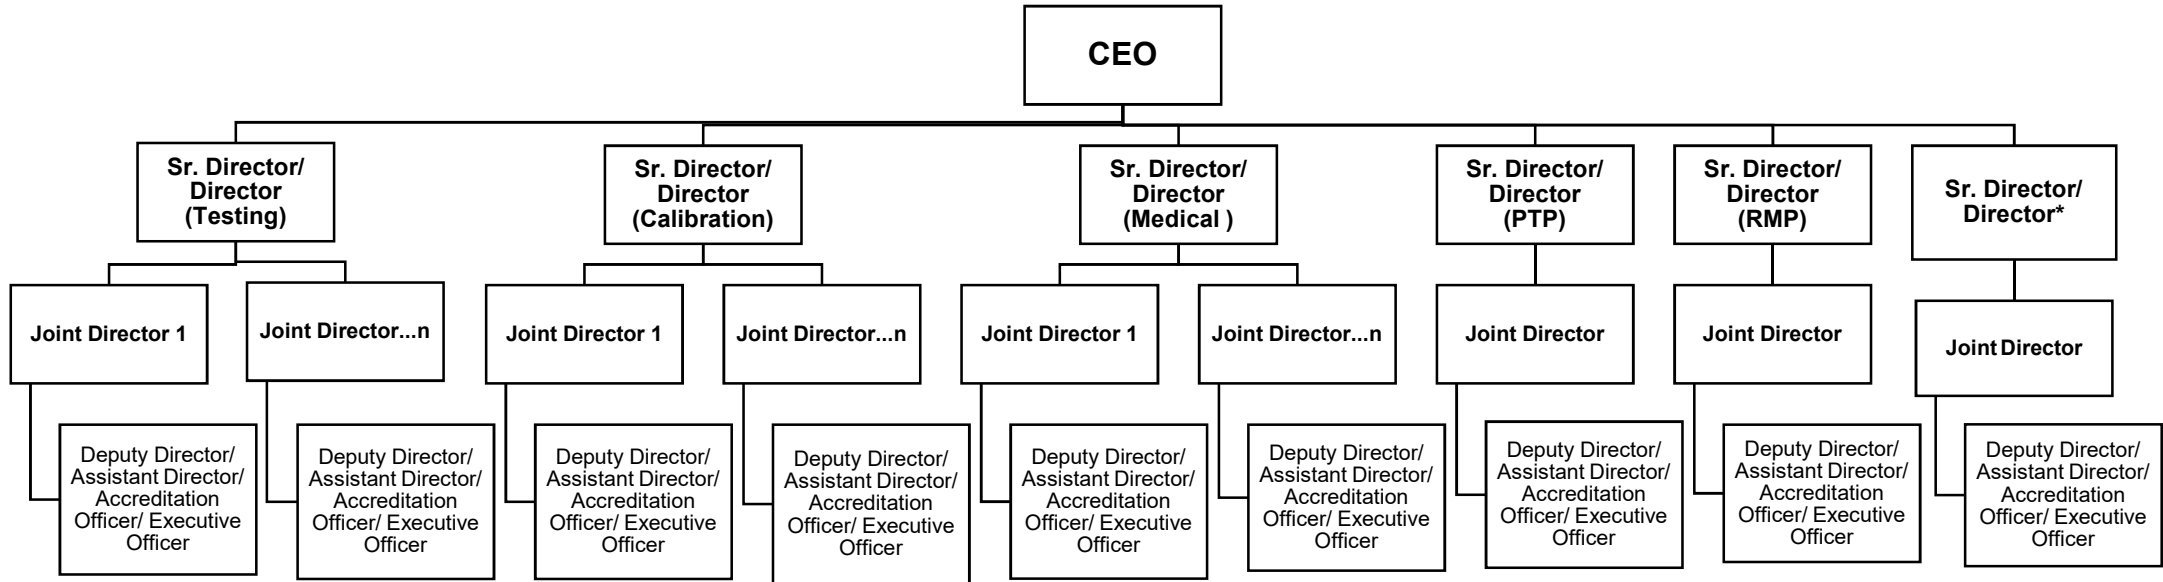 CEO
Sr. Director/
Director
(Testing)
Sr. Director/
Director
(Calibration)
Sr. Director/
Director
(Medical )
Sr. Director/
Director
(PTP)
Sr. Director/
Director
(RMP)
Sr. Director/
Director*
Joint Director 1
Joint Director...n
Joint Director 1
Joint Director...n
Joint Director 1
Joint Director...n
Joint Director
Joint Director
Joint Director
Deputy Director/
Assistant Director/
Accreditation
Officer/ Executive
Officer
Deputy Director/
Assistant Director/
Accreditation
Officer/ Executive
Officer
Deputy Director/
Assistant Director/
Accreditation
Officer/ Executive
Officer
Deputy Director/
Assistant Director/
Accreditation
Officer/ Executive
Officer
Deputy Director/
Assistant Director/
Accreditation
Officer/ Executive
Officer
Deputy Director/
Assistant Director/
Accreditation
Officer/ Executive
Officer
Deputy Director/
Assistant Director/
Accreditation
Officer/ Executive
Officer
Deputy Director/
Assistant Director/
Accreditation
Officer/ Executive
Officer
Deputy Director/
Assistant Director/
Accreditation
Officer/ Executive
Officer